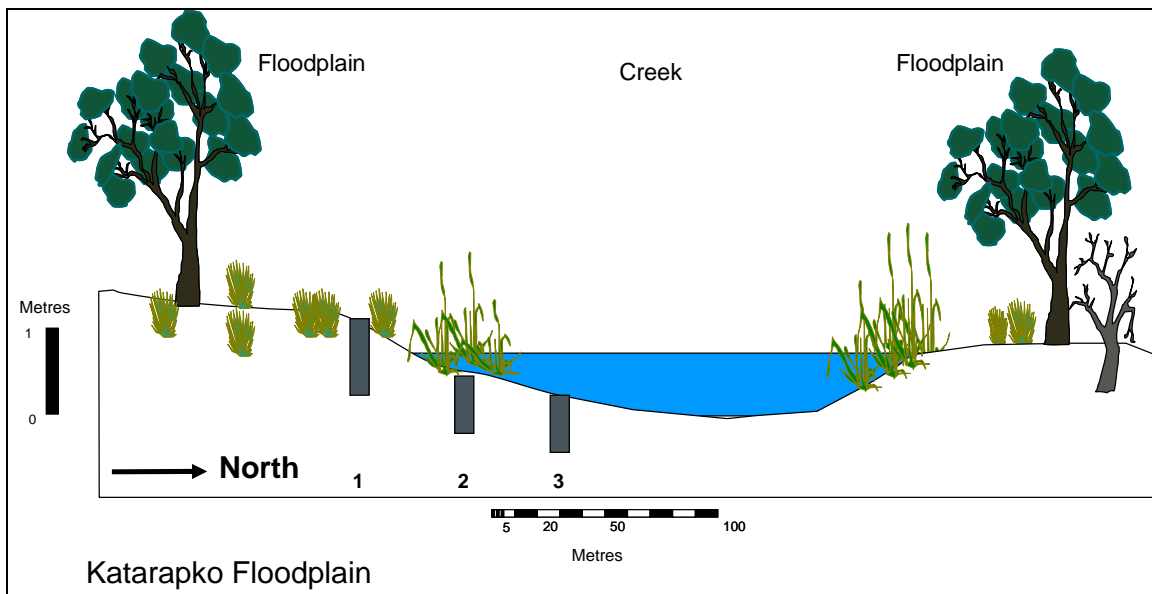 Floodplain
Creek
Floodplain
Metres
1
0
North
1 2 3
5 20 50 100
Metres
Katarapko Floodplain